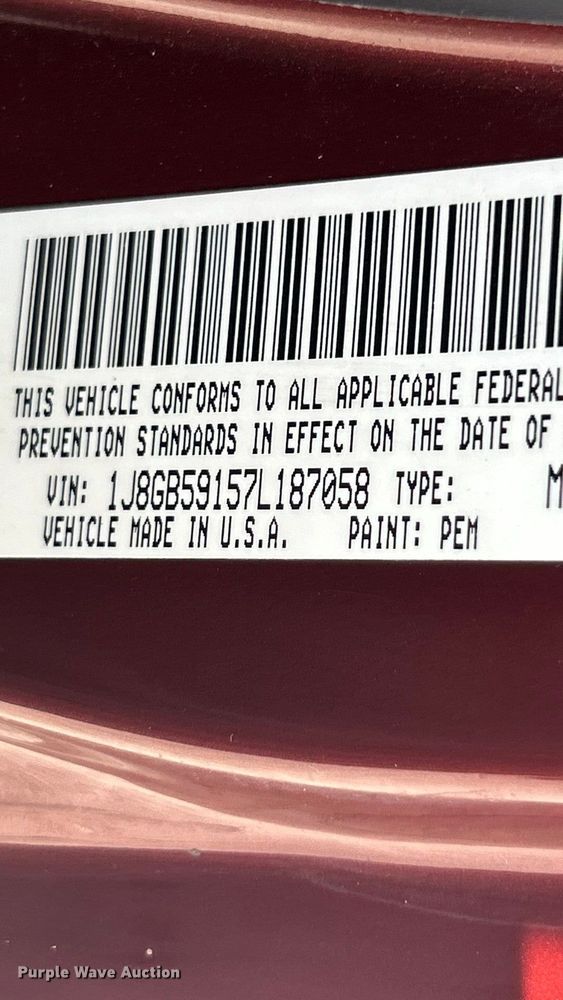 THIS VEHICLE CONFORMS TO ALL APPLICABLE FEDERAL
PREVENTION STANDARDS IN EFFECT ON THE DATE OF
VIN: 1J8GB59157L187058 TYPE: M
VEHICLE MADE IN U.S.A. PAINT: PEM
Purple Wave Auction